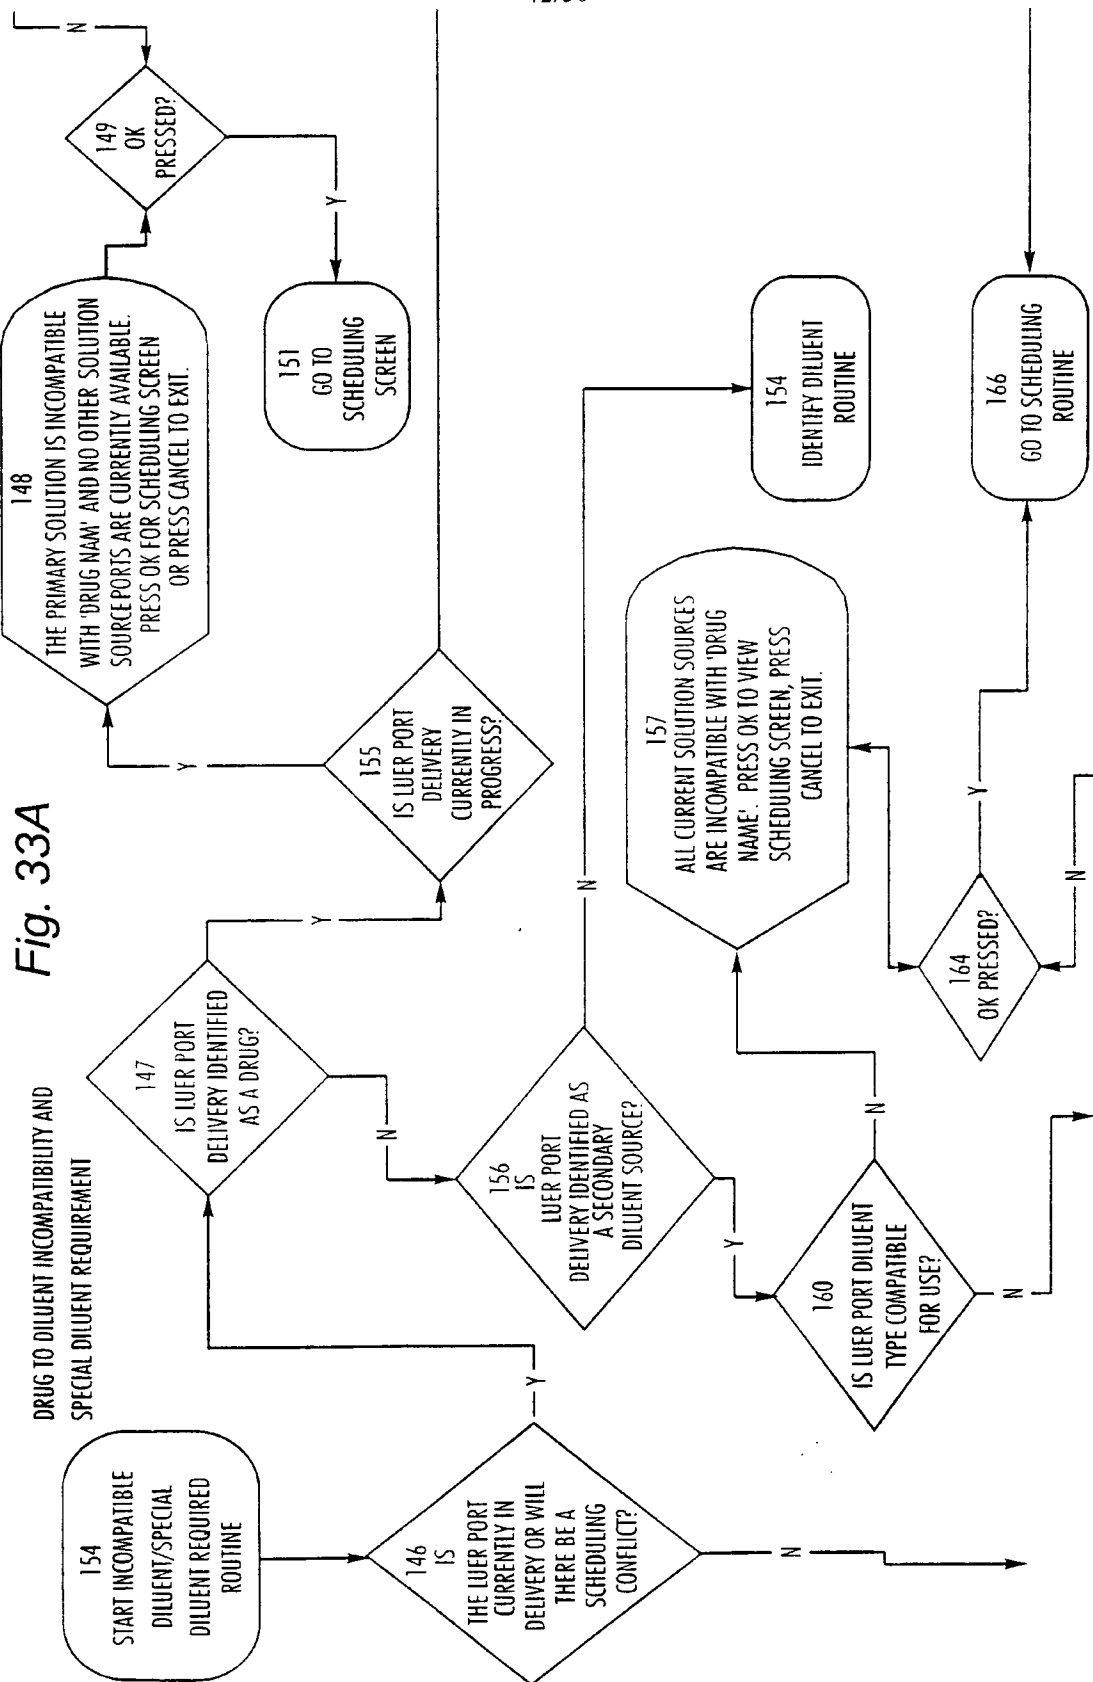 Fig. 33A
DRUG TO DILUENT INCOMPATIBILITY AND
SPECIAL DILUENT REQUIREMENT
154
START INCOMPATIBLE
DILUENT/SPECIAL
DILUENT REQUIRED
ROUTINE
146
IS
THE LUER PORT
CURRENTLY IN
DELIVERY OR WILL
THERE BE A
SCHEDULING
CONFLICT?
Y
N
147
IS LUER PORT
DELIVERY IDENTIFIED
AS A DRUG?
Y
N
155
IS LUER PORT
DELIVERY
CURRENTLY IN
PROGRESS?
Y
148
THE PRIMARY SOLUTION IS INCOMPATIBLE
WITH 'DRUG NAM' AND NO OTHER SOLUTION
SOURCE PORTS ARE CURRENTLY AVAILABLE.
PRESS OK FOR SCHEDULING SCREEN
OR PRESS CANCEL TO EXIT.
N
149
OK
PRESSED?
Y
151
GO TO
SCHEDULING
SCREEN
156
IS
LUER PORT
DELIVERY IDENTIFIED AS
A SECONDARY
DILUENT SOURCE?
N
Y
154
IDENTIFY DILUENT
ROUTINE
160
IS LUER PORT DILUENT
TYPE COMPATIBLE
FOR USE?
N
N
157
ALL CURRENT SOLUTION SOURCES
ARE INCOMPATIBLE WITH 'DRUG
NAME'. PRESS OK TO VIEW
SCHEDULING SCREEN, PRESS
CANCEL TO EXIT.
164
OK PRESSED?
Y
N
166
GO TO SCHEDULING
ROUTINE